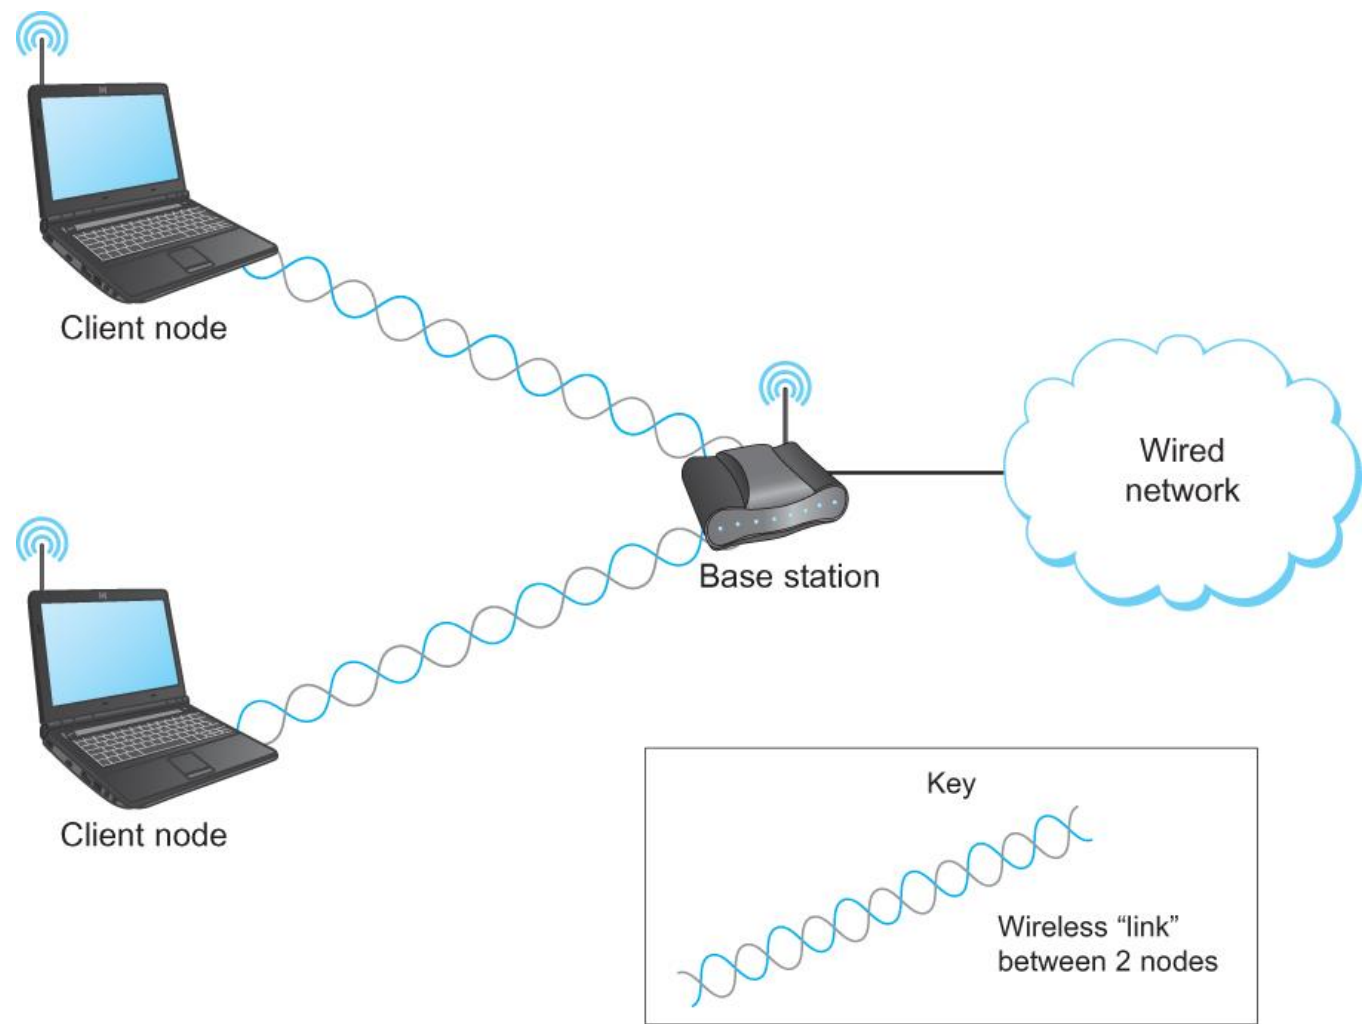 Client node
Wired
network
Base station
Client node
Key
Wireless “link”
between 2 nodes